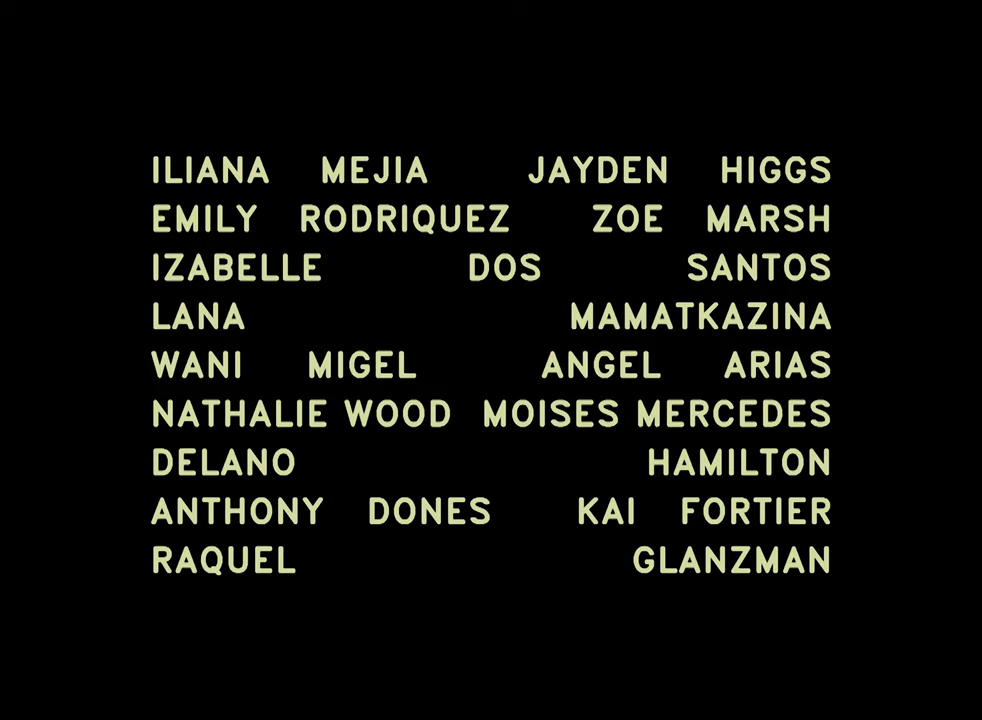 ILIANA MEJIA JAYDEN HIGGS
EMILY RODRIQUEZ ZOE MARSH
IZABELLE DOS SANTOS
LANA MAMATKAZINA
WANI MIGEL ANGEL ARIAS
NATHALIE WOOD MOISES MERCEDES
DELANO HAMILTON
ANTHONY DONES KAI FORTIER
RAQUEL GLANZMAN